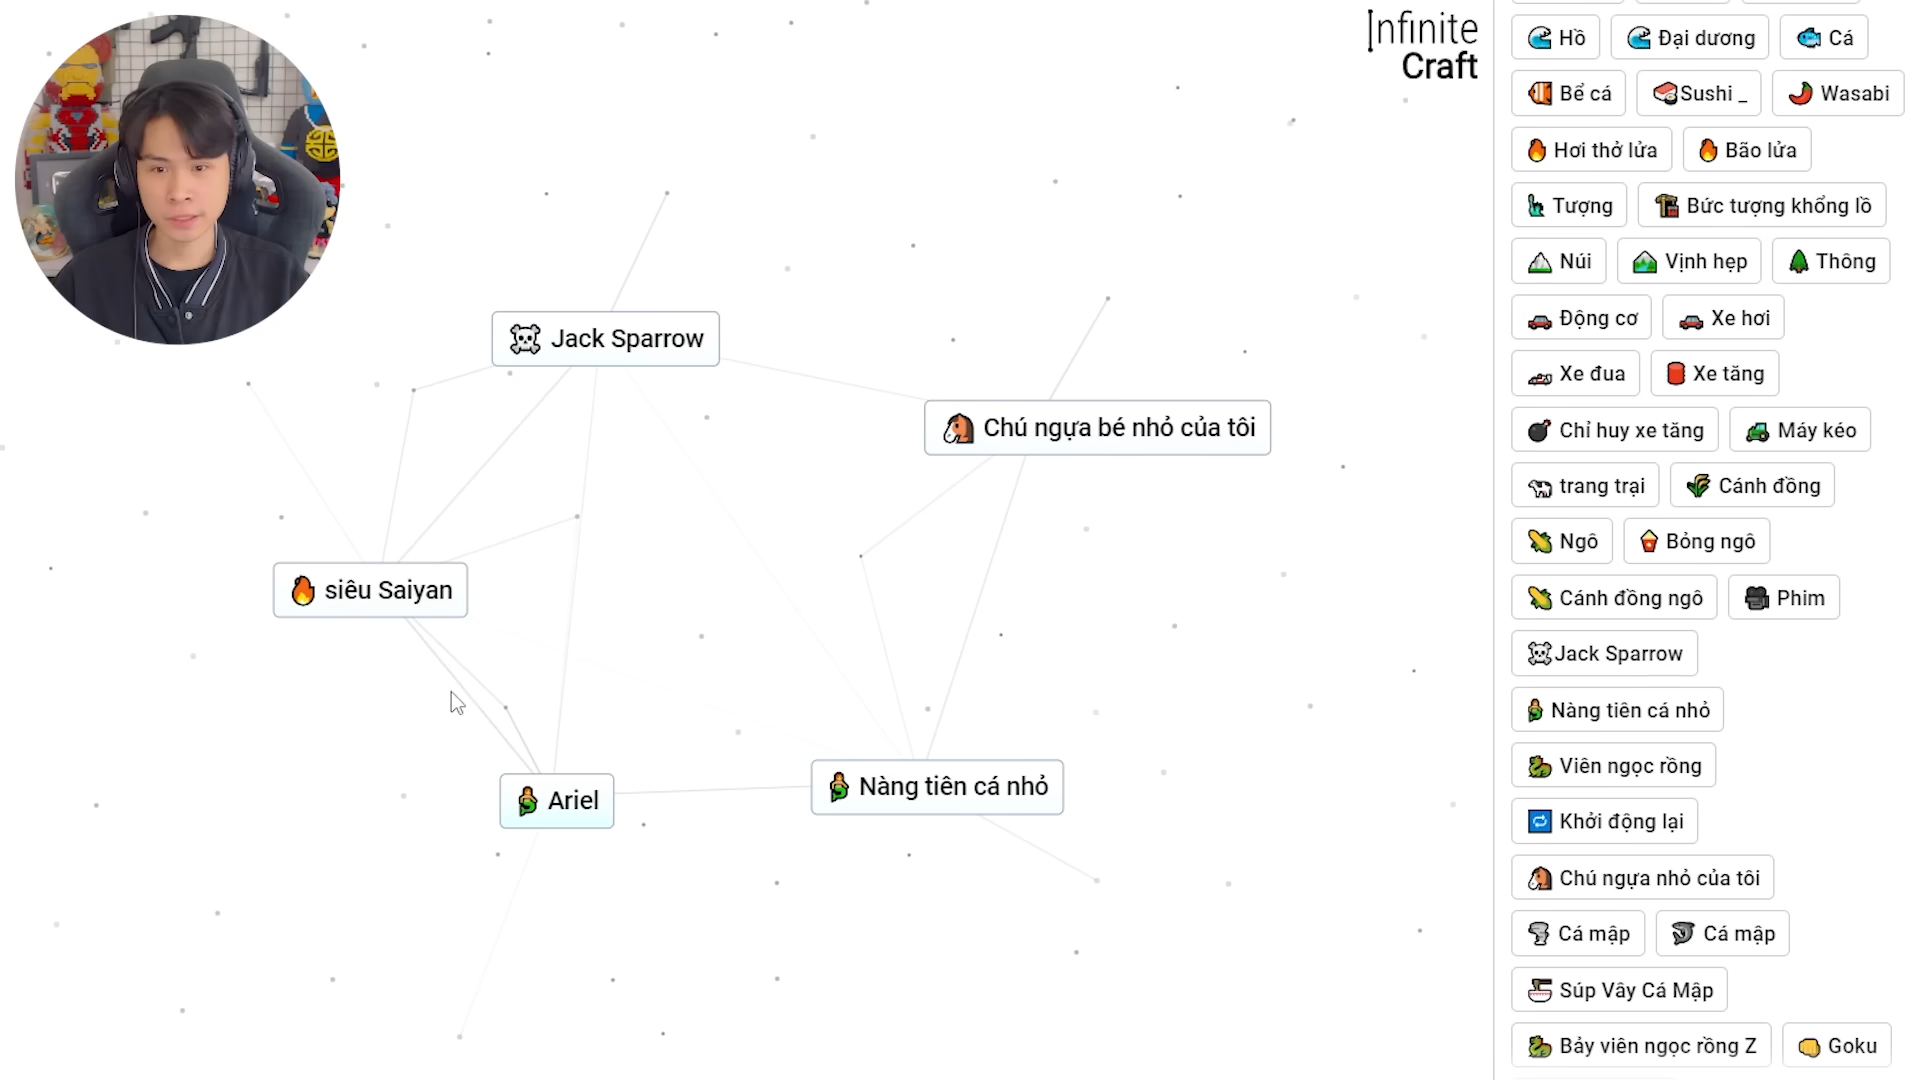 Infinite
Craft
Jack Sparrow
Chú ngựa bé nhỏ của tôi
siêu Saiyan
Ariel
Nàng tiên cá nhỏ
Hồ Đại dương Cá
Bể cá Sushi _ Wasabi
Hơi thở lửa Bão lửa
Tượng Bức tượng khổng lồ
Núi Vịnh hẹp Thông
Động cơ Xe hơi
Xe đua Xe tăng
Chỉ huy xe tăng Máy kéo
trang trại Cánh đồng
Ngô Bỏng ngô
Cánh đồng ngô Phim
Jack Sparrow
Nàng tiên cá nhỏ
Viên ngọc rồng
Khởi động lại
Chú ngựa nhỏ của tôi
Cá mập Cá mập
Súp Vây Cá Mập
Bảy viên ngọc rồng Z Goku